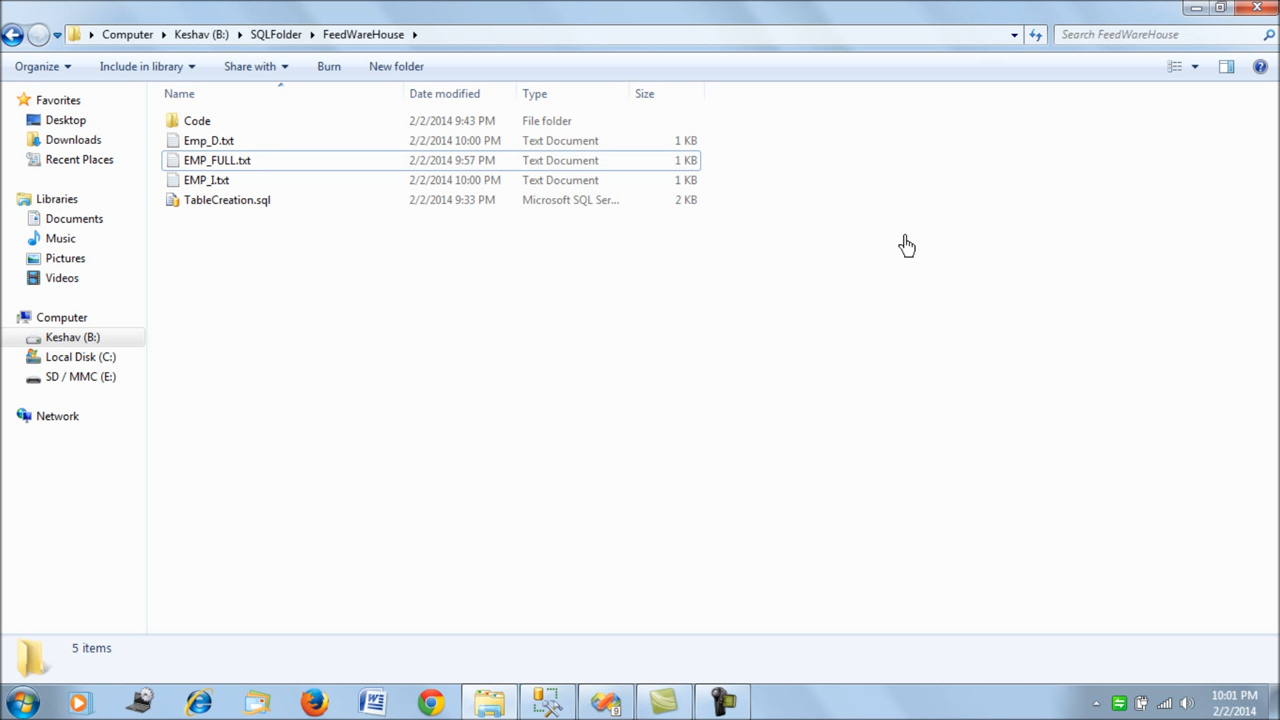 Computer Keshav (B:) SQLFolder FeedWareHouse Search FeedWareHouse
Organize Include in library Share with Burn New folder
Favorites
Desktop
Downloads
Recent Places
Libraries
Documents
Music
Pictures
Videos
Computer
Keshav (B:)
Local Disk (C:)
SD / MMC (E:)
Network
Name Date modified Type Size
Code 2/2/2014 9:43 PM File folder
Emp_D.txt 2/2/2014 10:00 PM Text Document 1 KB
EMP_FULL.txt 2/2/2014 9:57 PM Text Document 1 KB
EMP_I.txt 2/2/2014 10:00 PM Text Document 1 KB
TableCreation.sql 2/2/2014 9:33 PM Microsoft SQL Ser... 2 KB
5 items
10:01 PM
2/2/2014